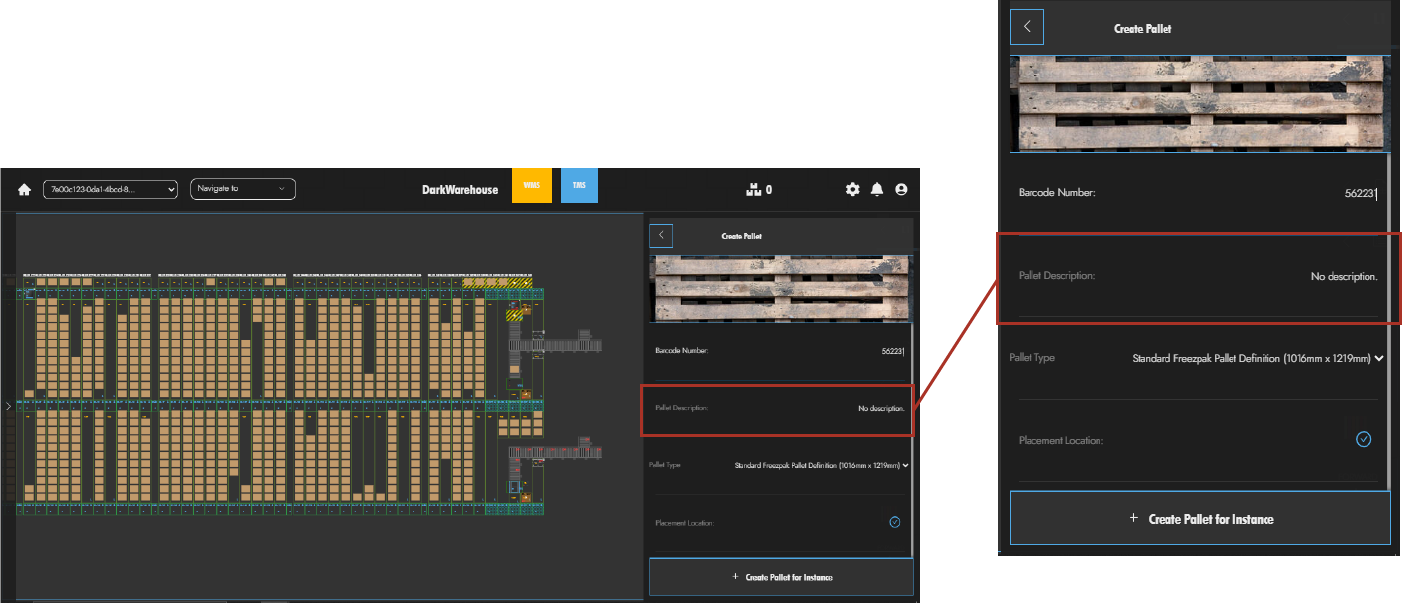 7e00c123-0da1-4bcd-8...
Navigate to
DarkWarehouse
WMS
TMS
0
Create Pallet
Barcode Number:
562231
Pallet Description:
No description.
Pallet Type
Standard Freezpak Pallet Definition (1016mm x 1219mm)
Placement Location:
+ Create Pallet for Instance
Create Pallet
Barcode Number:
562231
Pallet Description:
No description.
Pallet Type
Standard Freezpak Pallet Definition (1016mm x 1219mm)
Placement Location:
+ Create Pallet for Instance